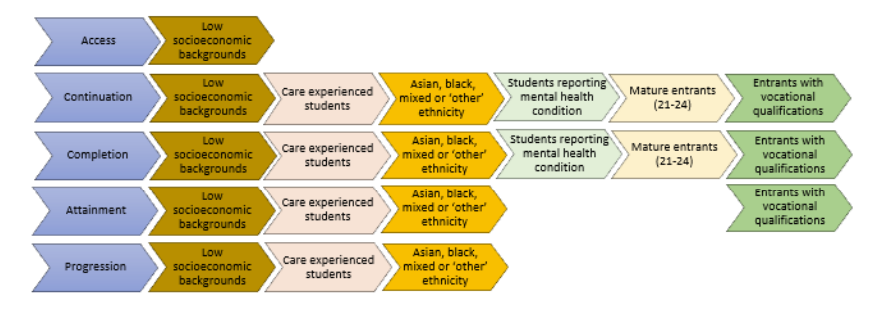 Access
Low
socioeconomic
backgrounds
Continuation
Low
socioeconomic
backgrounds
Care experienced
students
Asian, black,
mixed or ‘other’
ethnicity
Students reporting
mental health
condition
Mature entrants
(21-24)
Entrants with
vocational
qualifications
Completion
Low
socioeconomic
backgrounds
Care experienced
students
Asian, black,
mixed or ‘other’
ethnicity
Students reporting
mental health
condition
Mature entrants
(21-24)
Entrants with
vocational
qualifications
Attainment
Low
socioeconomic
backgrounds
Care experienced
students
Asian, black,
mixed or ‘other’
ethnicity
Entrants with
vocational
qualifications
Progression
Low
socioeconomic
backgrounds
Care experienced
students
Asian, black,
mixed or ‘other’
ethnicity